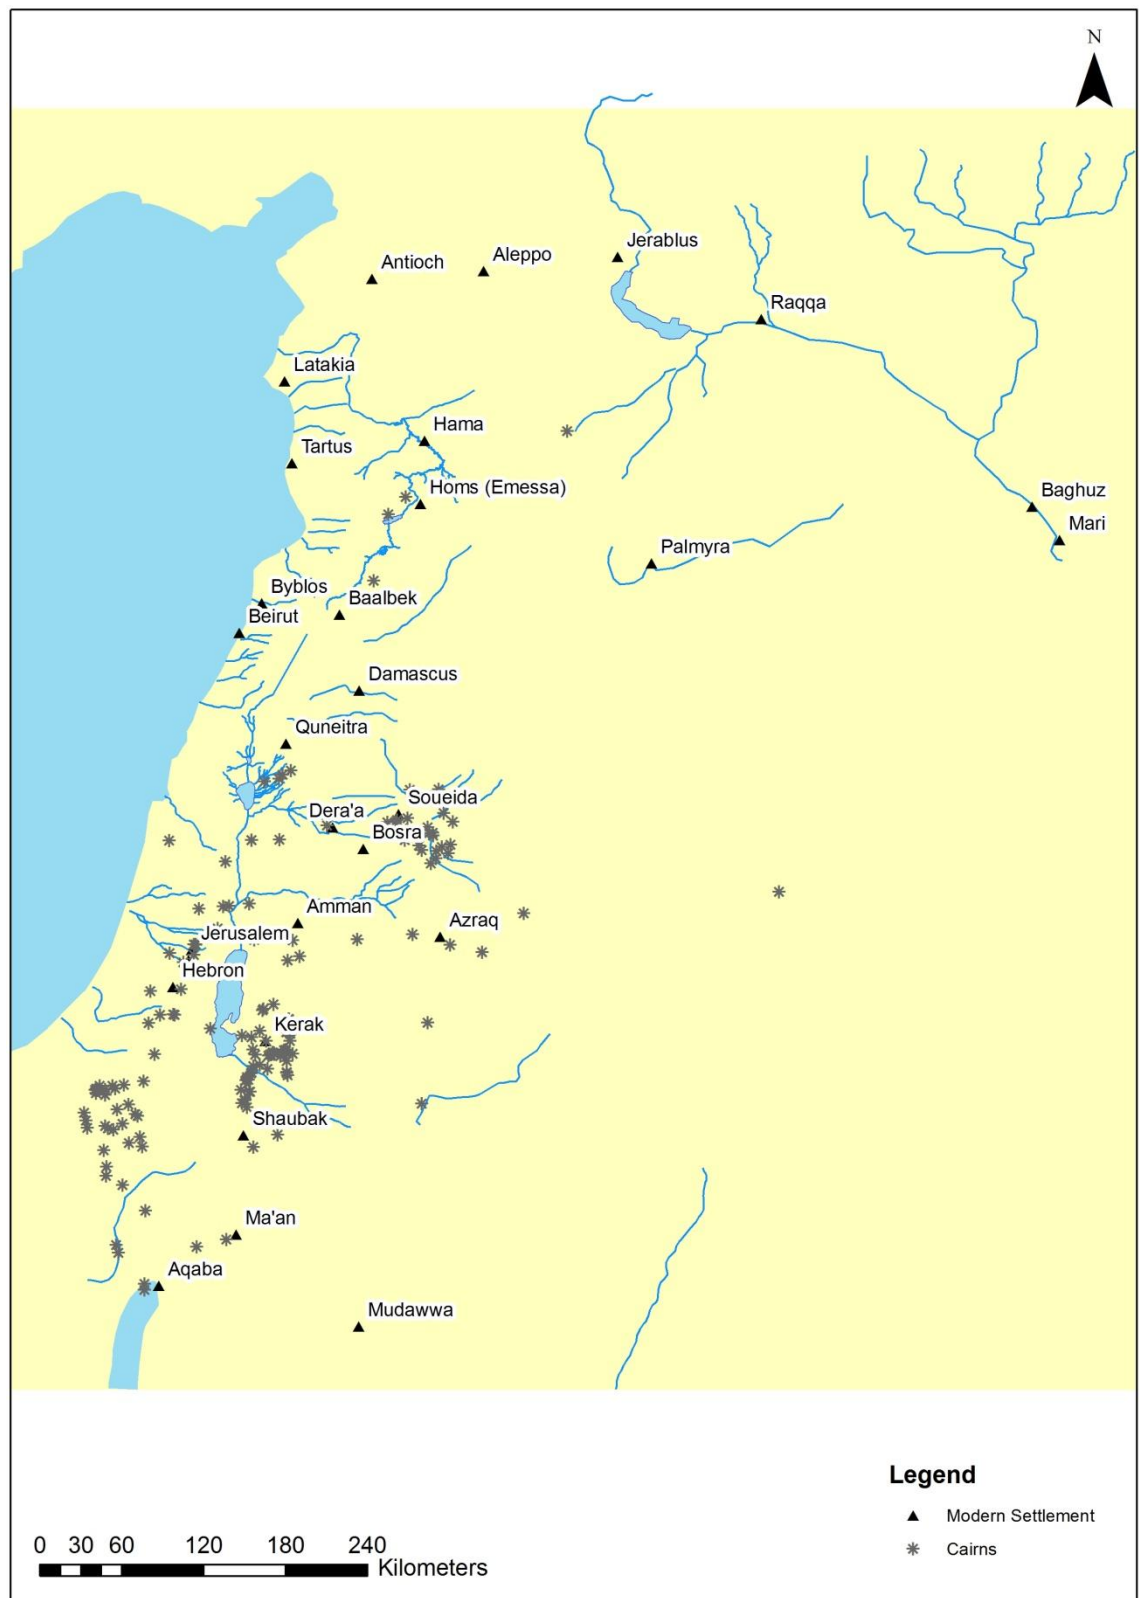 N
Jerablus
Aleppo
Antioch
Raqqa
Latakia
Hama
Tartus
Homs (Emessa)
Baghuz
Mari
Palmyra
Byblos
Baalbek
Beirut
Damascus
Quneitra
Soueida
Dera'a
Bosra
Amman
Azraq
Jerusalem
Hebron
Kerak
Shaubak
Ma'an
Aqaba
Mudawwa
Legend
Modern Settlement
Cairns
0 30 60 120 180 240
Kilometers